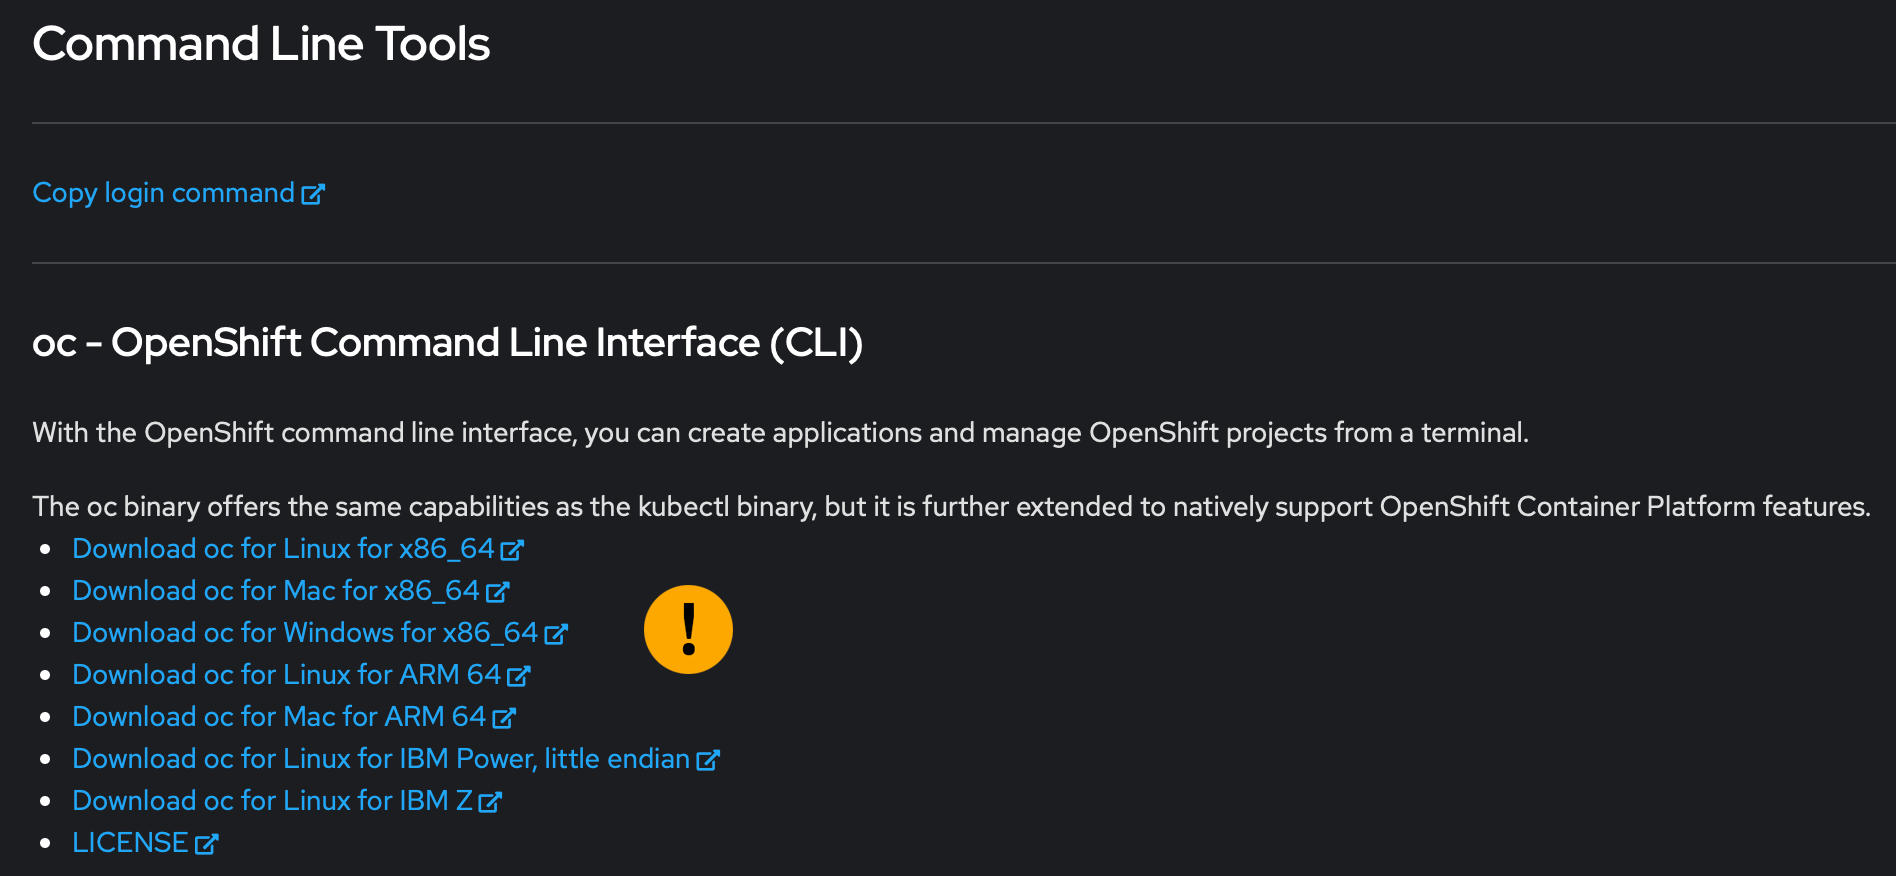 Command Line Tools
Copy login command
oc - OpenShift Command Line Interface (CLI)
With the OpenShift command line interface, you can create applications and manage OpenShift projects from a terminal.
The oc binary offers the same capabilities as the kubectl binary, but it is further extended to natively support OpenShift Container Platform features.
Download oc for Linux for x86_64
Download oc for Mac for x86_64
Download oc for Windows for x86_64
!
Download oc for Linux for ARM 64
Download oc for Mac for ARM 64
Download oc for Linux for IBM Power, little endian
Download oc for Linux for IBM Z
LICENSE